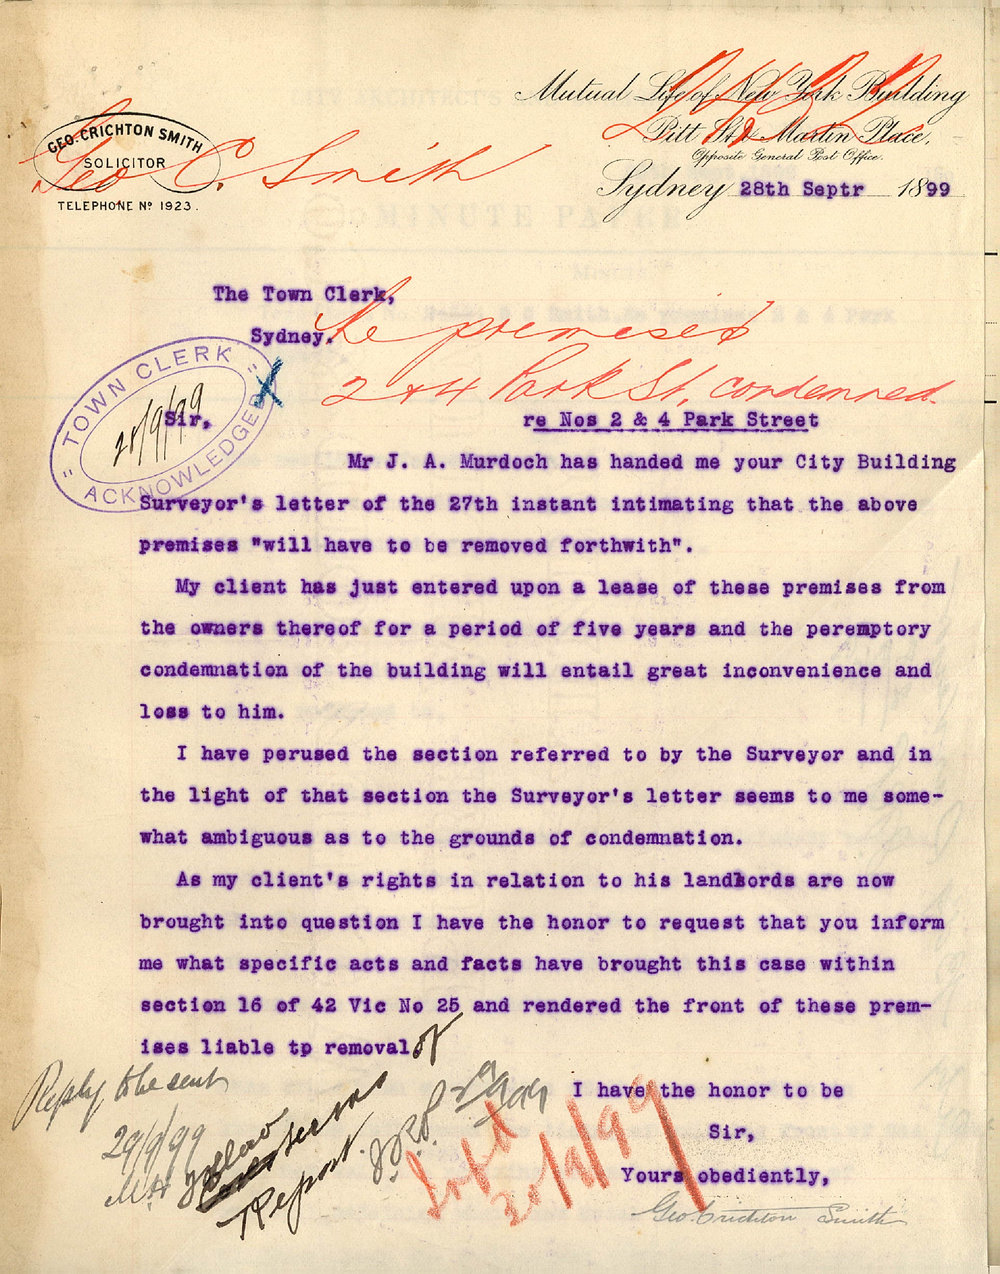 Mutual Life of New York Building
Pitt St & Martin Place,
Opposite General Post Office.
GEO. CRICHTON SMITH
SOLICITOR
TELEPHONE No 1923.
Geo C. Smith
Sydney 28th Septr 1899
The Town Clerk,
Sydney.
Re premises
2 & 4 Park St, condemned.
TOWN CLERK
28/9/99
ACKNOWLEDGED
X
Sir,
re Nos 2 & 4 Park Street
Mr J. A. Murdoch has handed me your City Building
Surveyor's letter of the 27th instant intimating that the above
premises "will have to be removed forthwith".
My client has just entered upon a lease of these premises from
the owners thereof for a period of five years and the peremptory
condemnation of the building will entail great inconvenience and
loss to him.
I have perused the section referred to by the Surveyor and in
the light of that section the Surveyor's letter seems to me some-
what ambiguous as to the grounds of condemnation.
As my client's rights in relation to his landlords are now
brought into question I have the honor to request that you inform
me what specific acts and facts have brought this case within
section 16 of 42 Vic No 25 and rendered the front of these prem-
ises liable tp removal
I have the honor to be
Sir,
Yours obediently,
Geo. Crichton Smith
Reply to be sent
29/9/99
follow
terms of
Report.